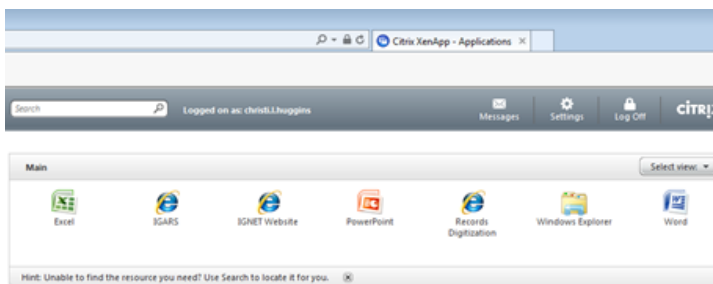 Citrix XenApp - Applications
Search
Logged on as: christi.l.huggins
Messages
Settings
Log Off
CITRIX
Main
Select view:
Excel
IGARS
IGNET Website
PowerPoint
Records
Digitization
Windows Explorer
Word
Hint: Unable to find the resource you need? Use Search to locate it for you.